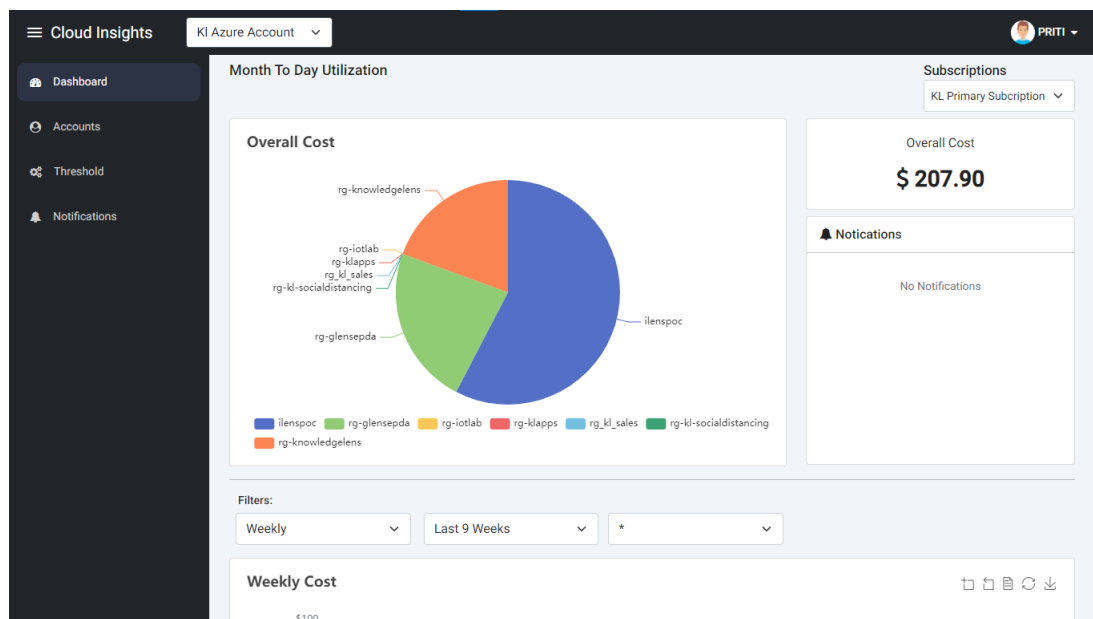 Cloud Insights
Kl Azure Account
PRITI
Dashboard
Accounts
Threshold
Notifications
Month To Day Utilization
Subscriptions
KL Primary Subcription
Overall Cost
rg-knowledgelens
rg-iotlab
rg-klapps
rg_kl_sales
rg-kl-socialdistancing
rg-glensepda
ilenspoc
ilenspoc rg-glensepda rg-iotlab rg-klapps rg_kl_sales rg-kl-socialdistancing
rg-knowledgelens
Overall Cost
$ 207.90
Notications
No Notifications
Filters:
Weekly Last 9 Weeks *
Weekly Cost
$100